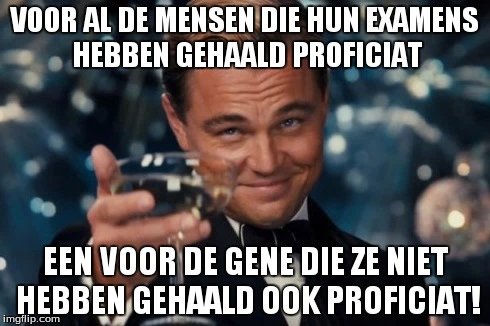 VOOR AL DE MENSEN DIE HUN EXAMENS
HEBBEN GEHAALD PROFICIAT
EEN VOOR DE GENE DIE ZE NIET
HEBBEN GEHAALD OOK PROFICIAT!
imgflip.com